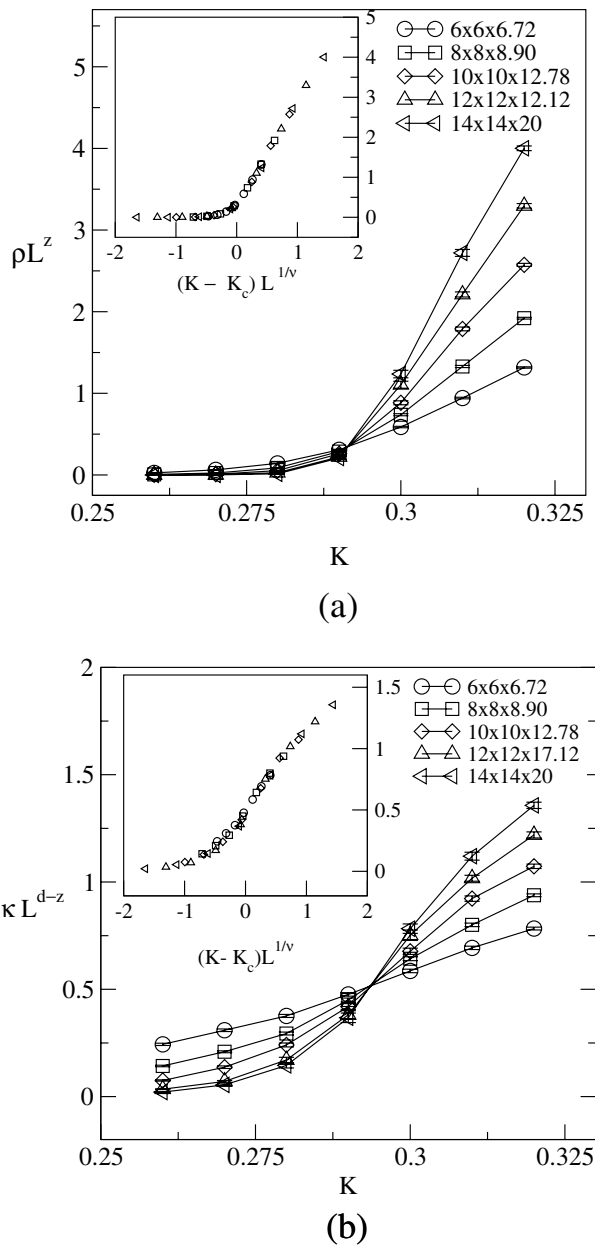 6x6x6.72
8x8x8.90
10x10x12.78
12x12x12.12
14x14x20
5
4
3
2
1
0
-2 -1 0 1 2
(K − K_c) L^{1/ν}
ρL^z
5
4
3
2
1
0
0.25 0.275 0.3 0.325
K
(a)
6x6x6.72
8x8x8.90
10x10x12.78
12x12x17.12
14x14x20
1.5
1
0.5
0
-2 -1 0 1 2
(K- K_c)L^{1/ν}
κ L^{d−z}
2
1.5
1
0.5
0
0.25 0.275 0.3 0.325
K
(b)